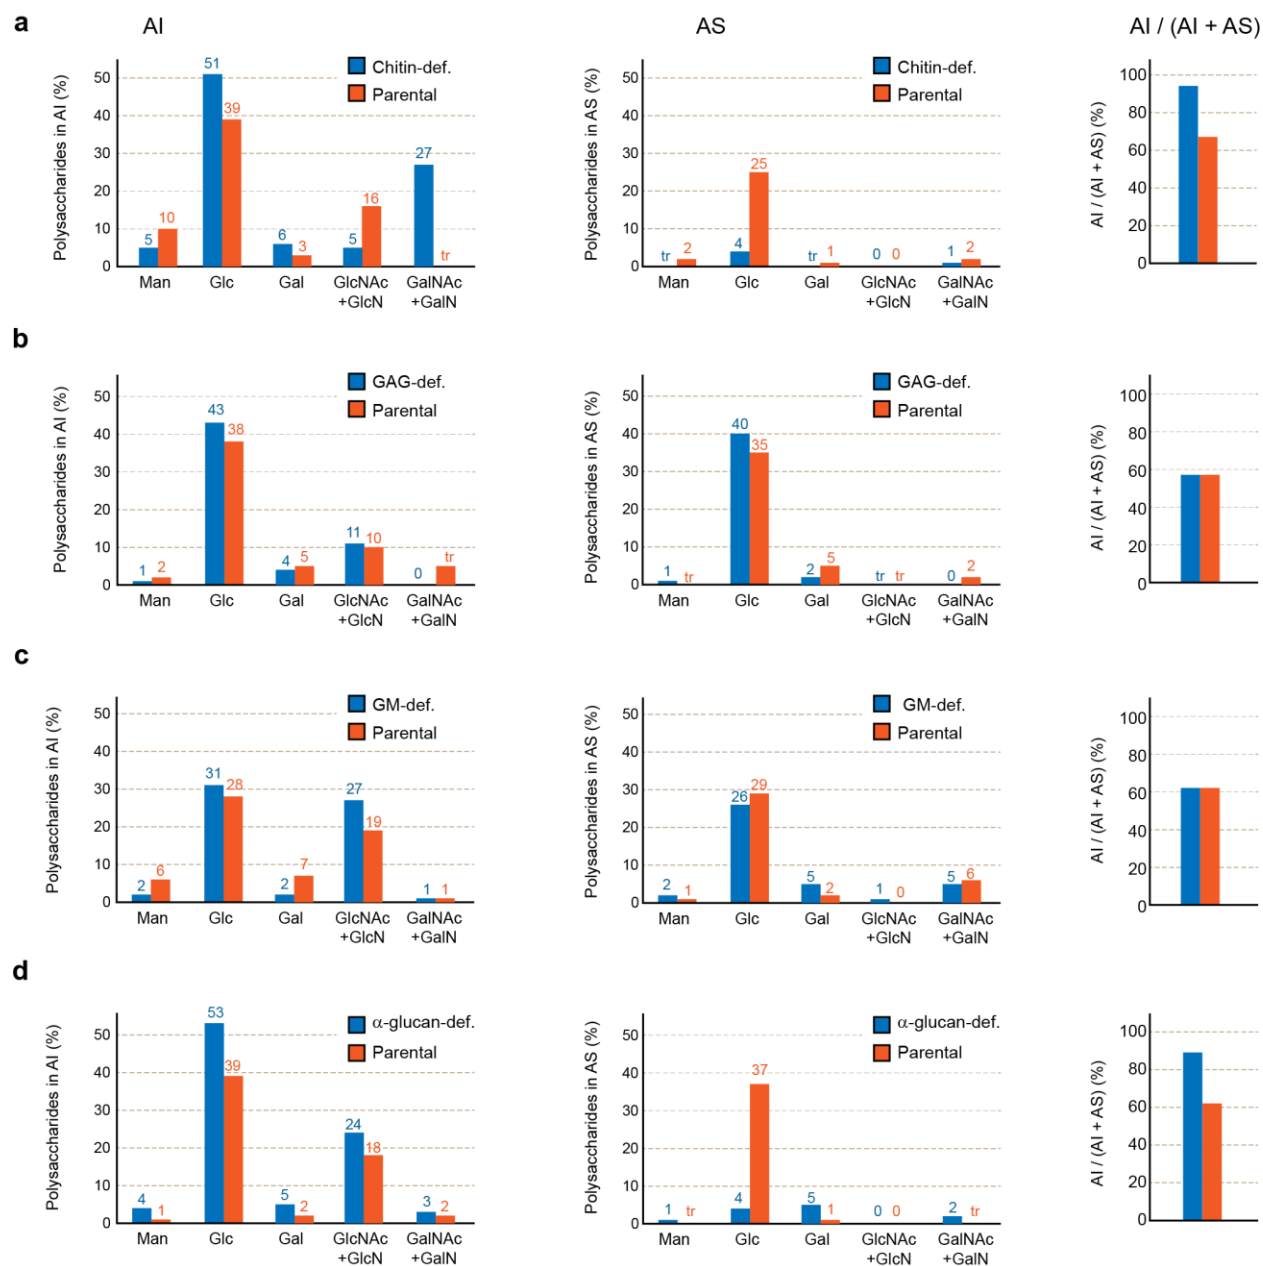 a
AI
AS
AI / (AI + AS)
Polysaccharides in AI (%)
50
40
30
20
10
0
Chitin-def.
Parental
5
10
51
39
6
3
5
16
27
tr
Man
Glc
Gal
GlcNAc
+GlcN
GalNAc
+GalN
Polysaccharides in AS (%)
50
40
30
20
10
0
Chitin-def.
Parental
tr
2
4
25
tr
1
0
0
1
2
Man
Glc
Gal
GlcNAc
+GlcN
GalNAc
+GalN
AI / (AI + AS) (%)
100
80
60
40
20
0
b
Polysaccharides in AI (%)
50
40
30
20
10
0
GAG-def.
Parental
1
2
43
38
4
5
11
10
0
tr
Man
Glc
Gal
GlcNAc
+GlcN
GalNAc
+GalN
Polysaccharides in AS (%)
50
40
30
20
10
0
GAG-def.
Parental
1
tr
40
35
2
5
tr
tr
0
2
Man
Glc
Gal
GlcNAc
+GlcN
GalNAc
+GalN
AI / (AI + AS) (%)
100
80
60
40
20
0
c
Polysaccharides in AI (%)
50
40
30
20
10
0
GM-def.
Parental
2
6
31
28
2
7
27
19
1
1
Man
Glc
Gal
GlcNAc
+GlcN
GalNAc
+GalN
Polysaccharides in AS (%)
50
40
30
20
10
0
GM-def.
Parental
2
1
26
29
5
2
1
0
5
6
Man
Glc
Gal
GlcNAc
+GlcN
GalNAc
+GalN
AI / (AI + AS) (%)
100
80
60
40
20
0
d
Polysaccharides in AI (%)
50
40
30
20
10
0
α-glucan-def.
Parental
4
1
53
39
5
2
24
18
3
2
Man
Glc
Gal
GlcNAc
+GlcN
GalNAc
+GalN
Polysaccharides in AS (%)
50
40
30
20
10
0
α-glucan-def.
Parental
1
tr
4
37
5
1
0
0
2
tr
Man
Glc
Gal
GlcNAc
+GlcN
GalNAc
+GalN
AI / (AI + AS) (%)
100
80
60
40
20
0